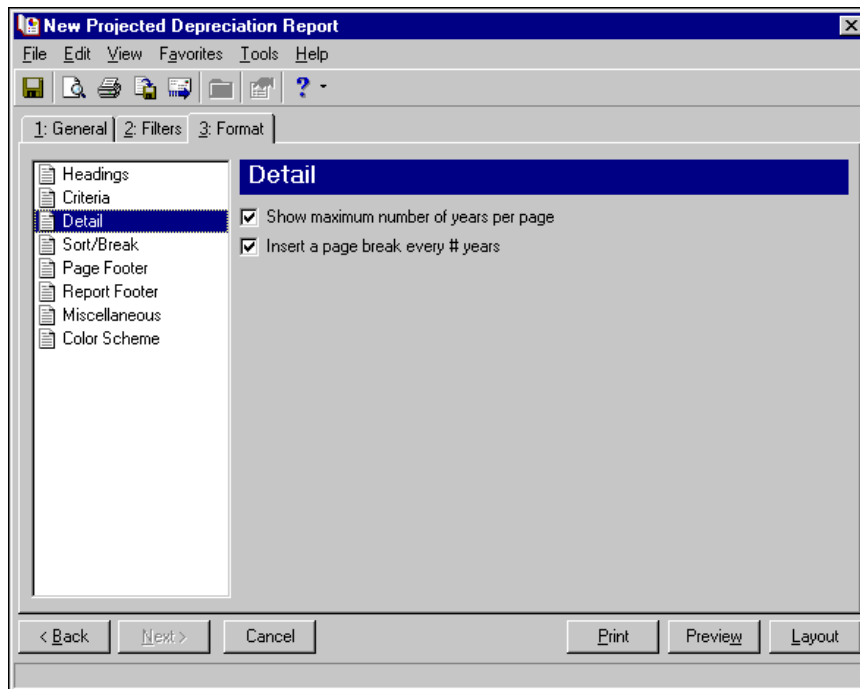 New Projected Depreciation Report
File Edit View Favorites Tools Help
1: General 2: Filters 3: Format
Headings
Criteria
Detail
Sort/Break
Page Footer
Report Footer
Miscellaneous
Color Scheme
Detail
Show maximum number of years per page
Insert a page break every # years
< Back Next > Cancel Print Preview Layout